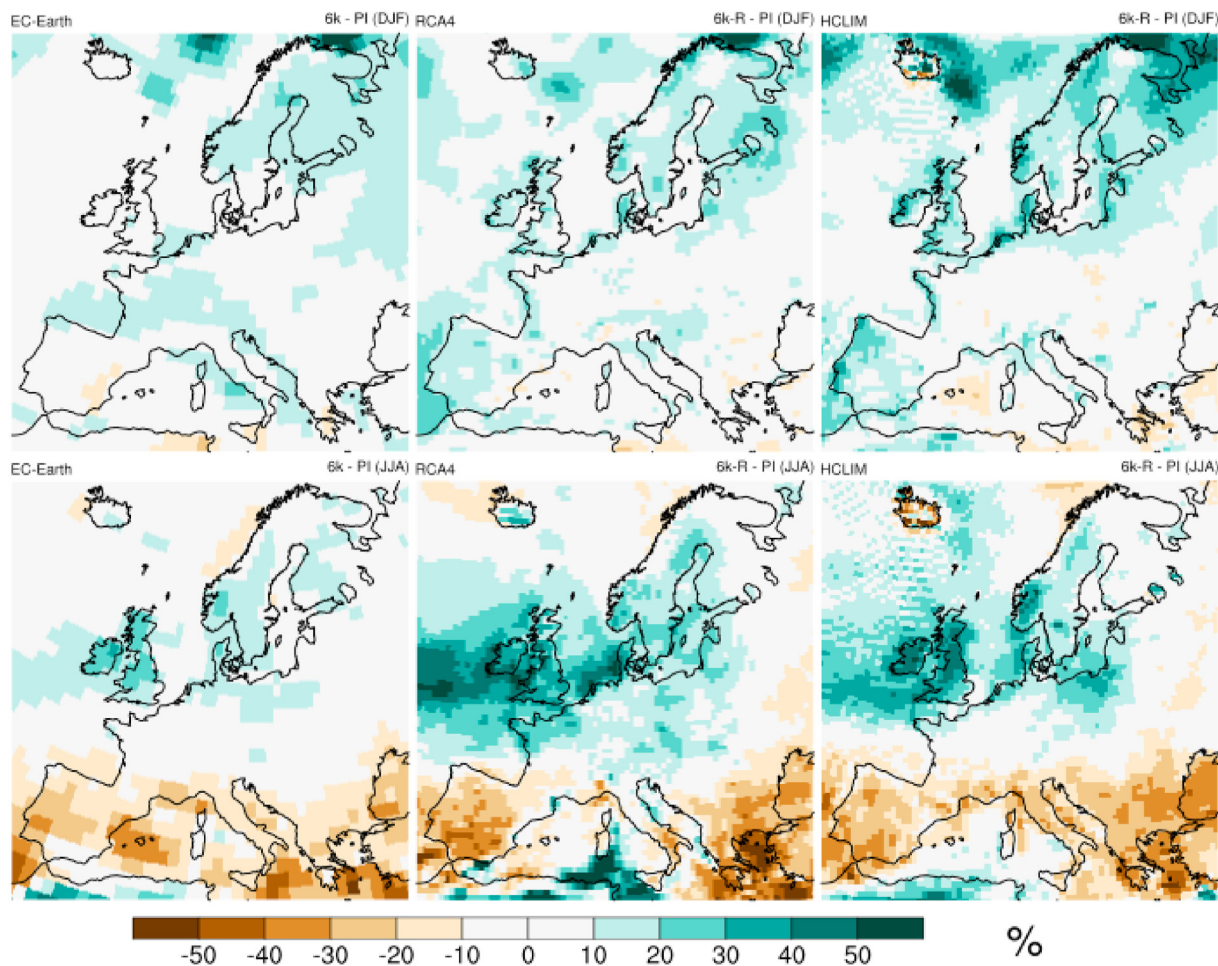 EC-Earth 6k - PI (DJF) RCA4 6k-R - PI (DJF) HCLIM 6k-R - PI (DJF)
EC-Earth 6k - PI (JJA) RCA4 6k-R - PI (JJA) HCLIM 6k-R - PI (JJA)
-50 -40 -30 -20 -10 0 10 20 30 40 50 %